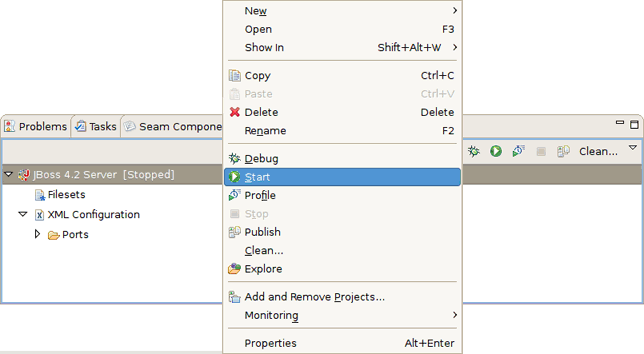 New
Open F3
Show In Shift+Alt+W
Copy Ctrl+C
Paste Ctrl+V
Delete Delete
Rename F2
Problems Tasks Seam Compone
Debug
Clean...
JBoss 4.2 Server [Stopped]
Start
Filesets
Profile
XML Configuration
Stop
Ports
Publish
Clean...
Explore
Add and Remove Projects...
Monitoring
Properties Alt+Enter